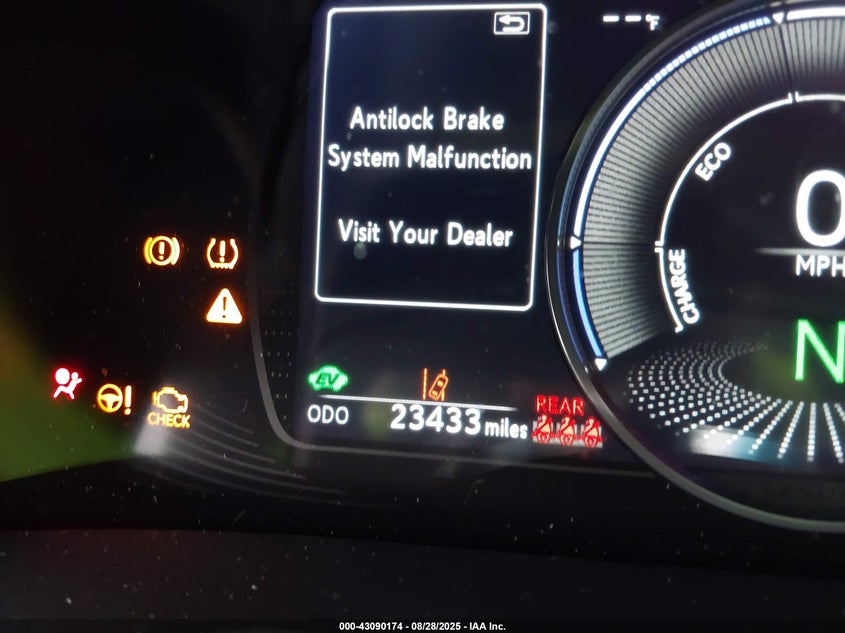 Antilock Brake
System Malfunction
Visit Your Dealer
-- °F
ECO
CHARGE
0
MPH
N
EV
ODO 23433 miles
REAR
CHECK
000-43090174 - 08/28/2025 - IAA Inc.